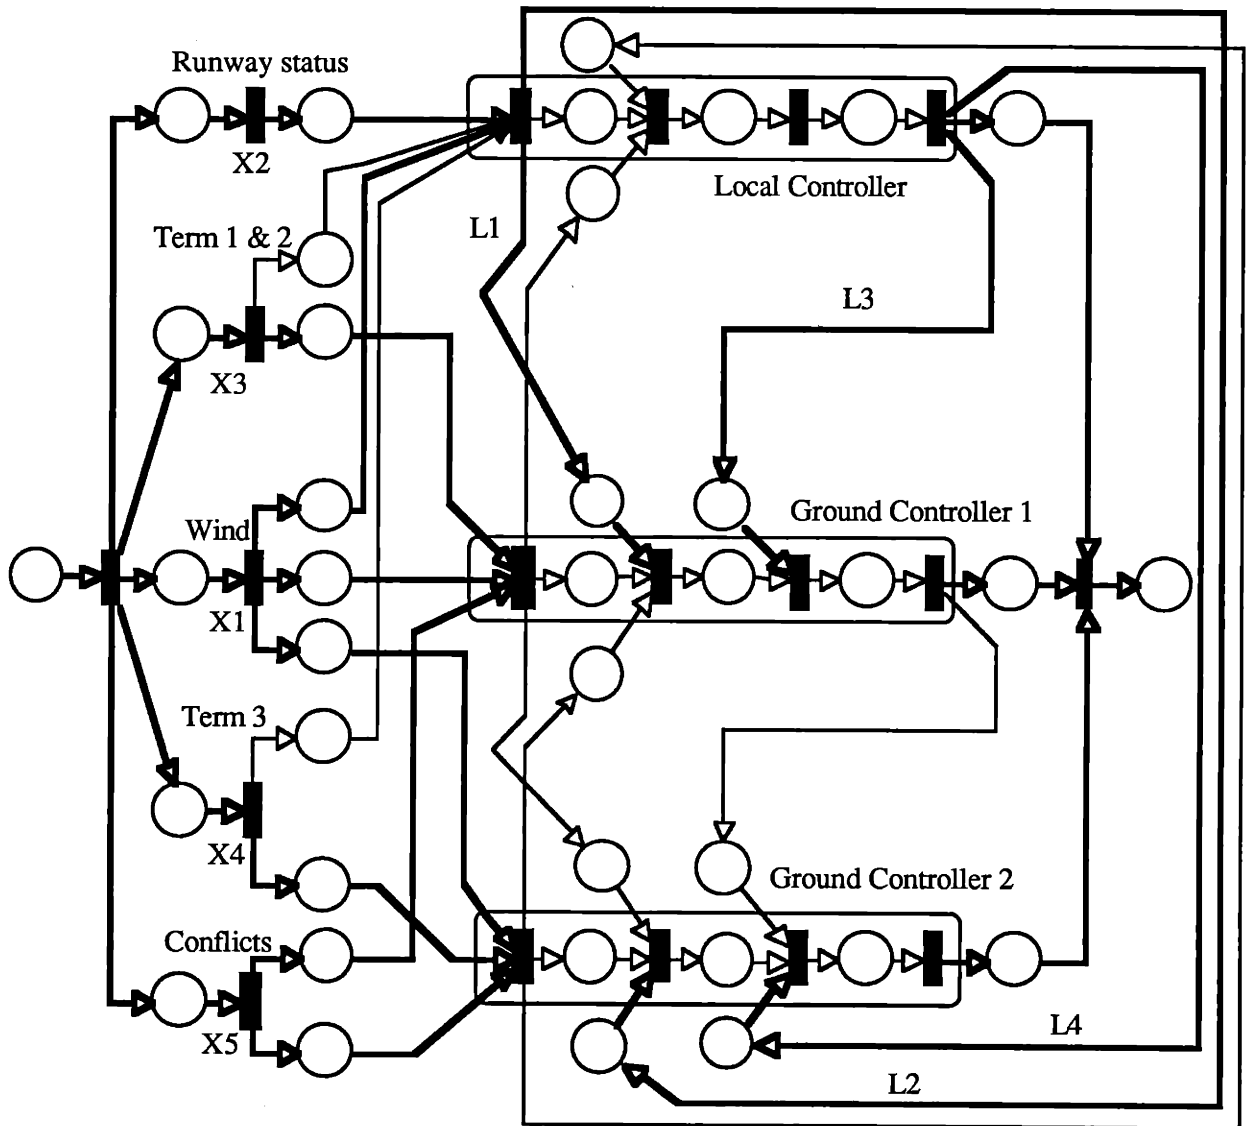 Runway status
X2
Local Controller
Term 1 & 2
L1
L3
X3
Ground Controller 1
Wind
X1
Term 3
X4
Ground Controller 2
Conflicts
X5
L4
L2